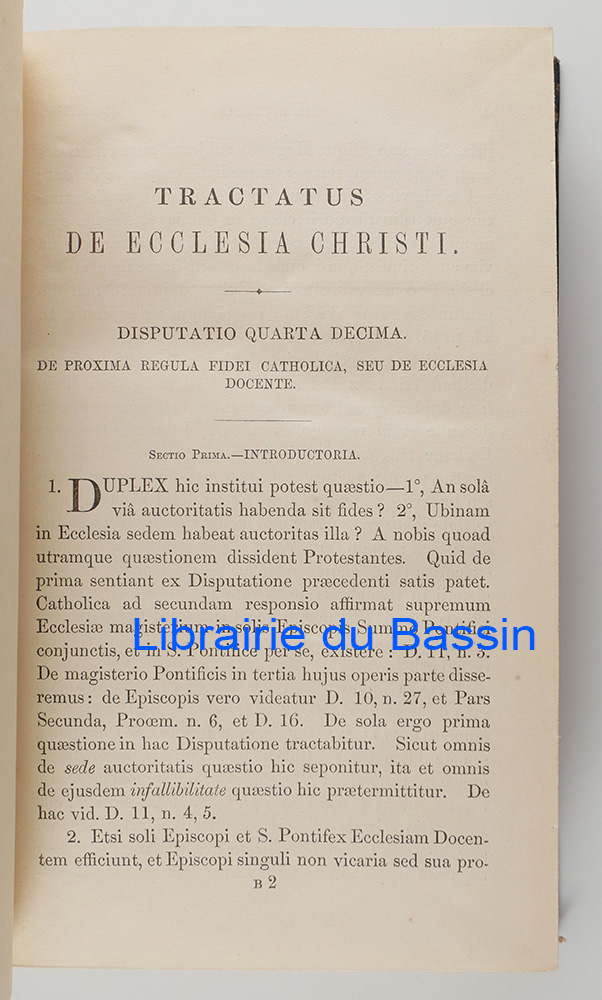 TRACTATUS
DE ECCLESIA CHRISTI.
DISPUTATIO QUARTA DECIMA.
DE PROXIMA REGULA FIDEI CATHOLICA, SEU DE ECCLESIA
DOCENTE.
Sectio Prima.—INTRODUCTORIA.
1. DUPLEX hic institui potest quæstio—1°, An solâ
viâ auctoritatis habenda sit fides? 2°, Ubinam
in Ecclesia sedem habeat auctoritas illa? A nobis quoad
utramque quæstionem dissident Protestantes. Quid de
prima sentiant ex Disputatione præcedenti satis patet.
Catholica ad secundam responsio affirmat supremum
Ecclesiæ magisterium in solis Episcopis Summo Pontifici
Librairie du Bassin
conjunctis, et in S. Pontifice per se, existere: D. 11, n. 3.
De magisterio Pontificis in tertia hujus operis parte disse-
remus: de Episcopis vero videatur D. 10, n. 27, et Pars
Secunda, Procem. n. 6, et D. 16. De sola ergo prima
quæstione in hac Disputatione tractabitur. Sicut omnis
de sede auctoritatis quæstio hic seponitur, ita et omnis
de ejusdem infallibilitate quæstio hic prætermittitur. De
hac vid. D. 11, n. 4, 5.
2. Etsi soli Episcopi et S. Pontifex Ecclesiam Docen-
tem efficiunt, et Episcopi singuli non vicaria sed sua pro-
B 2